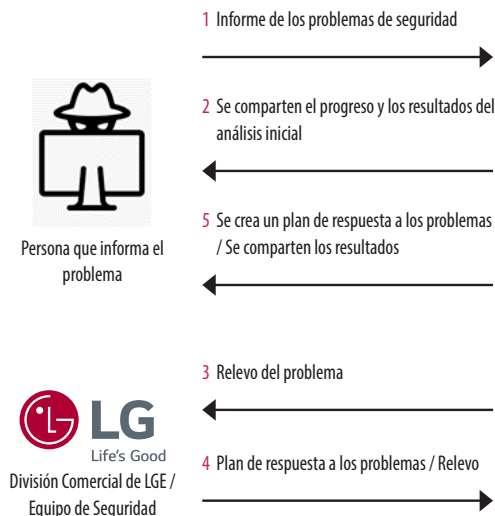 1 Informe de los problemas de seguridad
2 Se comparten el progreso y los resultados del
análisis inicial
5 Se crea un plan de respuesta a los problemas
/ Se comparten los resultados
Persona que informa el
problema
3 Relevo del problema
LG
Life's Good
4 Plan de respuesta a los problemas / Relevo
División Comercial de LGE /
Equipo de Seguridad